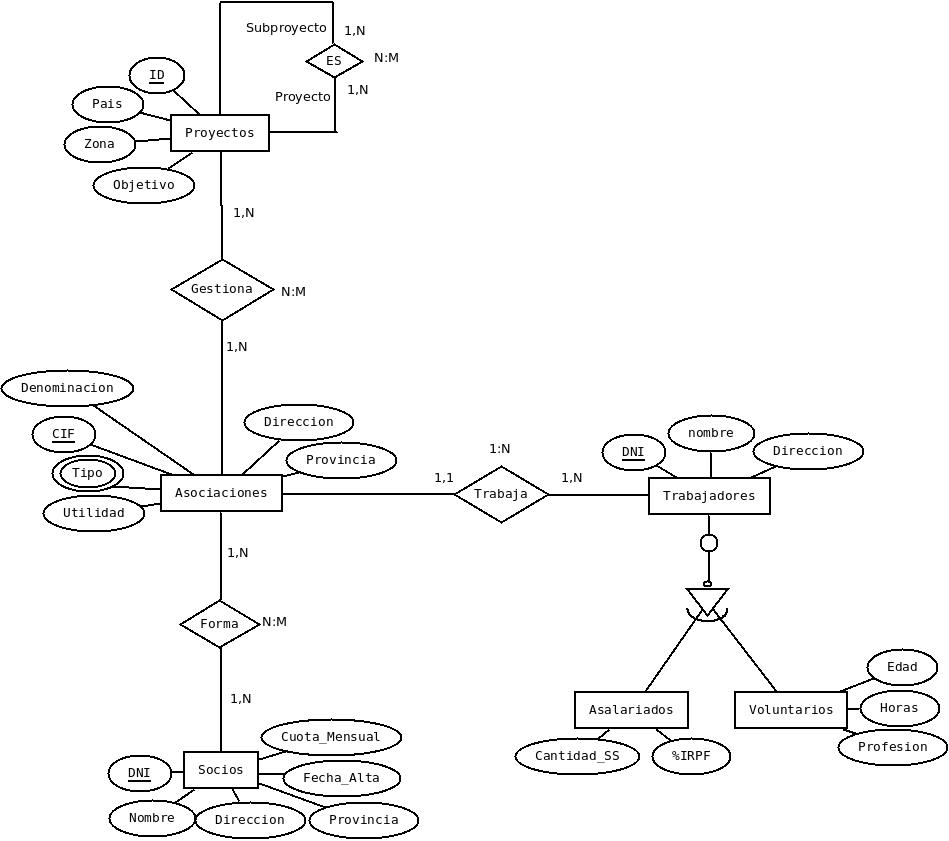 Subproyecto
1,N
ES
N:M
ID
1,N
Proyecto
Pais
Proyectos
Zona
Objetivo
1,N
Gestiona
N:M
1,N
Denominacion
Direccion
CIF
nombre
DNI
Direccion
Provincia
1:N
Tipo
1,1
1,N
Asociaciones
Trabaja
Trabajadores
Utilidad
1,N
Forma
N:M
Edad
1,N
Asalariados
Voluntarios
Horas
Cuota_Mensual
Profesion
Cantidad_SS
%IRPF
DNI
Socios
Fecha_Alta
Nombre
Direccion
Provincia